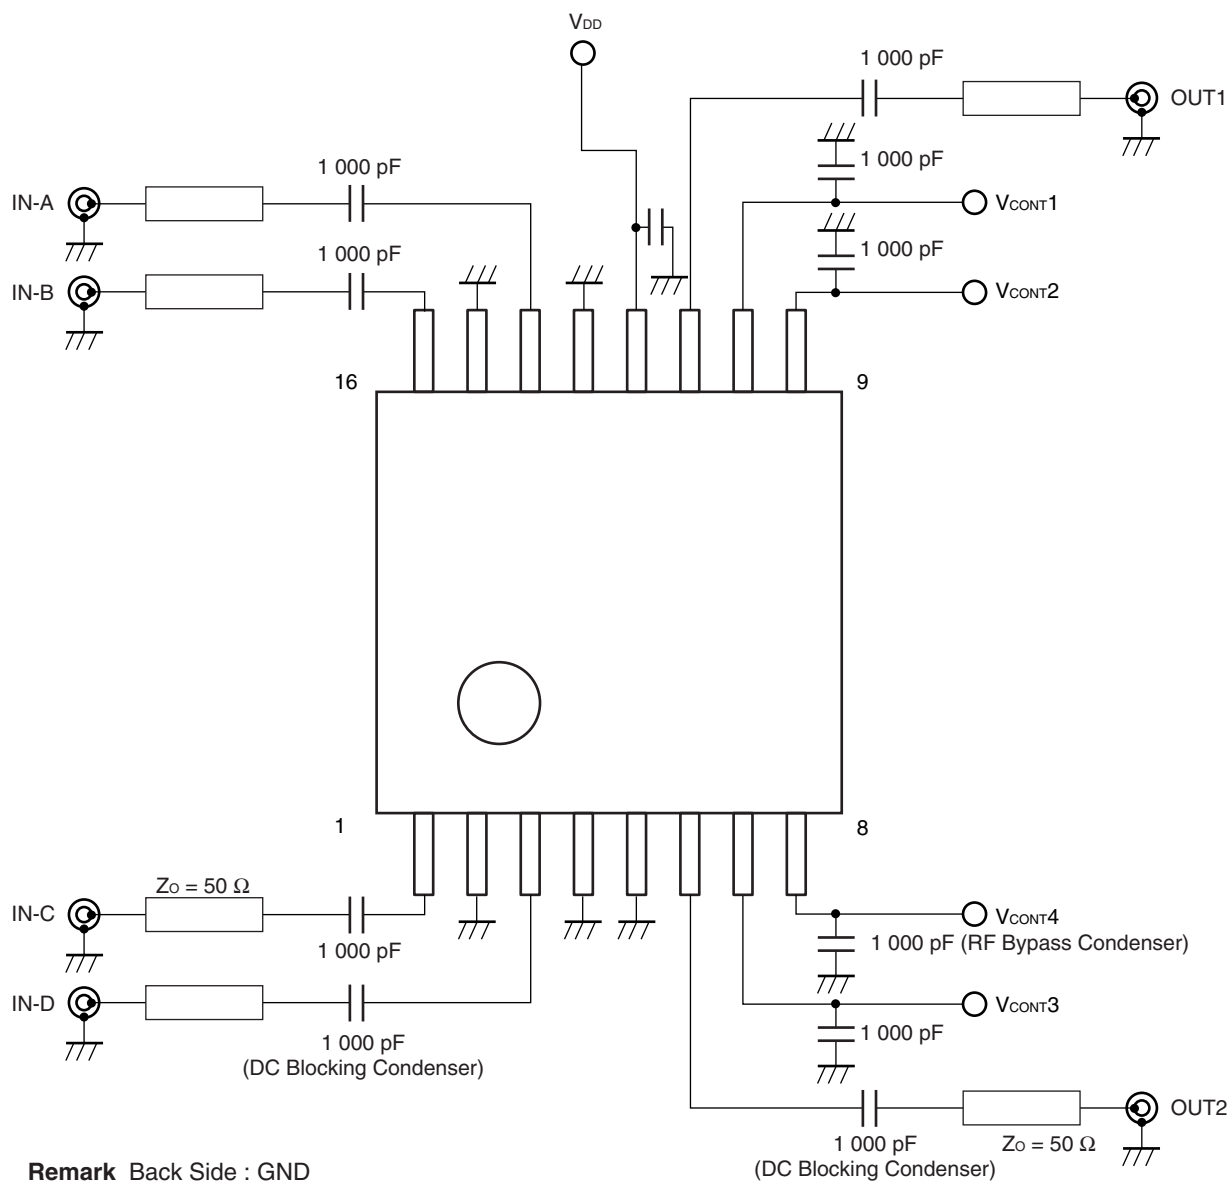 VDD
1 000 pF
OUT1
1 000 pF
1 000 pF
IN-A
VCONT1
1 000 pF
1 000 pF
IN-B
VCONT2
16
9
1
8
ZO = 50 Ω
IN-C
1 000 pF
VCONT4
1 000 pF (RF Bypass Condenser)
IN-D
VCONT3
1 000 pF
1 000 pF
(DC Blocking Condenser)
OUT2
1 000 pF
ZO = 50 Ω
(DC Blocking Condenser)
Remark Back Side : GND